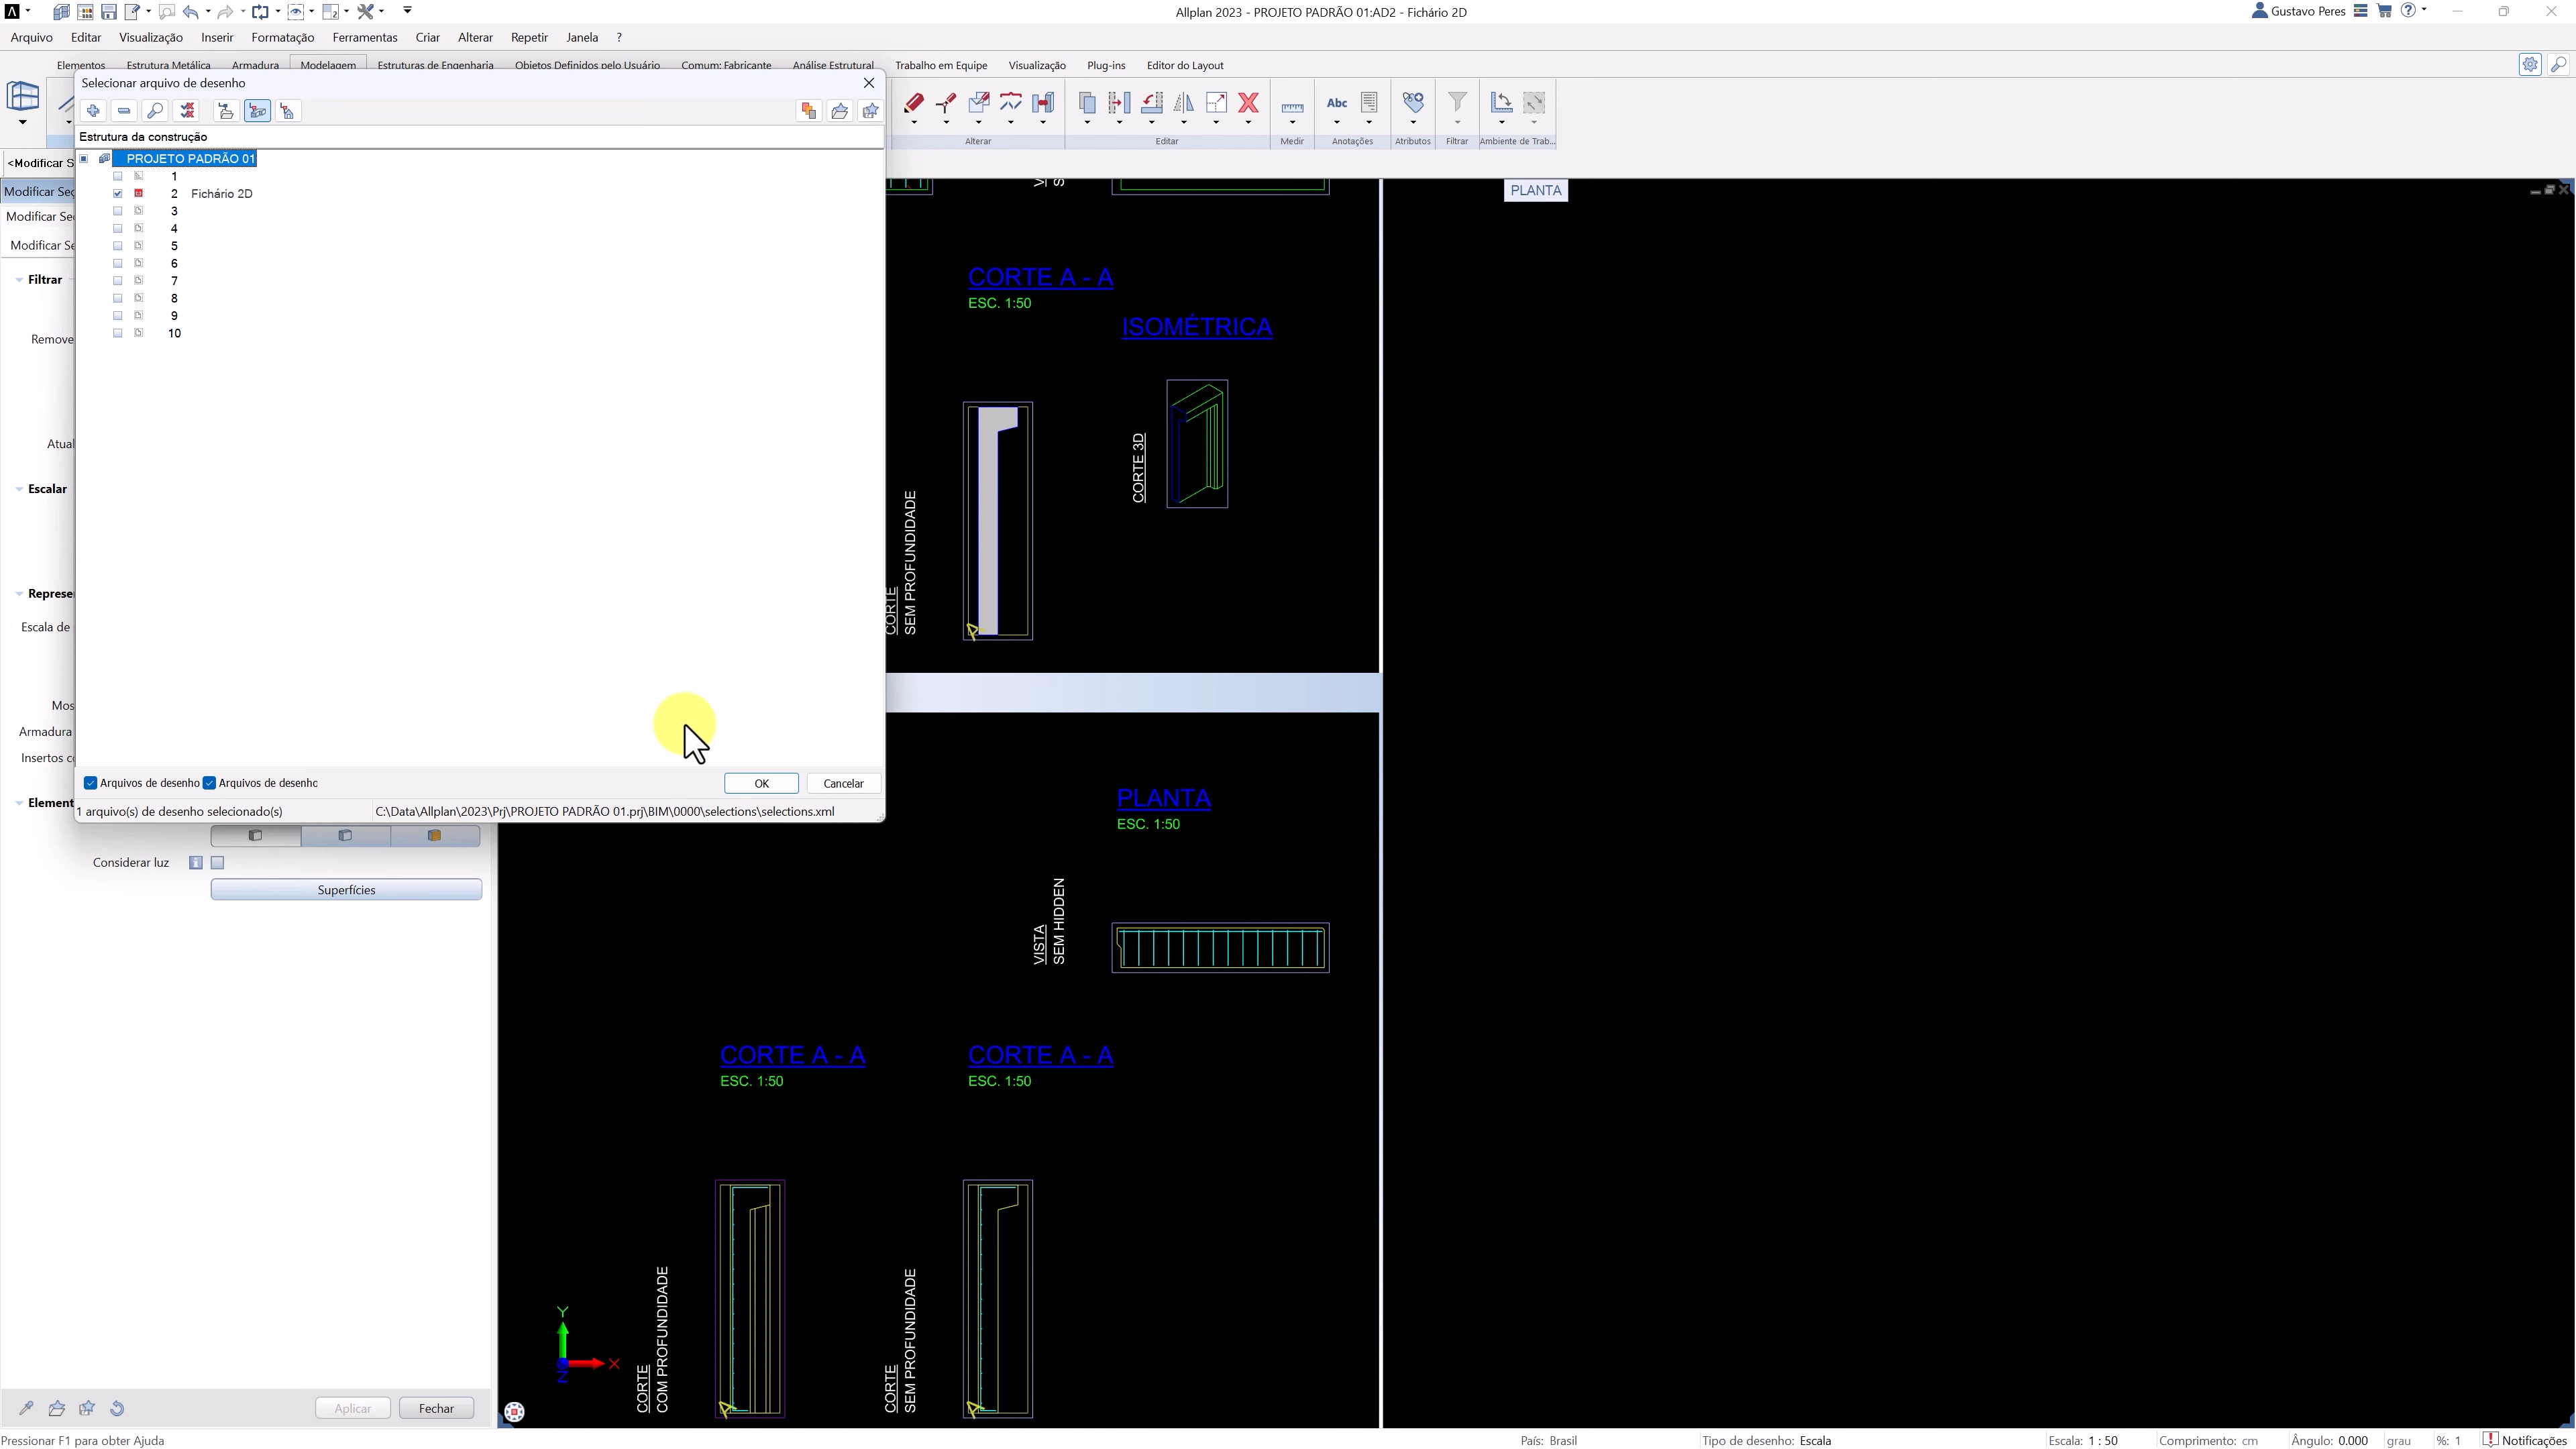 Allplan 2023 - PROJETO PADRÃO 01:AD2 - Fichário 2D
Gustavo Peres
Arquivo Editar Visualização Inserir Formatação Ferramentas Criar Alterar Repetir Janela ?
Elementos Estrutura Metálica Armadura Modelagem Estruturas de Engenharia Objetos Definidos pelo Usuário Comum: Fabricante Análise Estrutural Trabalho em Equipe Visualização Plug-ins Editor do Layout
Selecionar arquivo de desenho
Abc
Alterar Editar Medir Anotações Atributos Filtrar Ambiente de Trab...
Estrutura da construção
<Modificar S
PROJETO PADRÃO 01
1
2 Fichário 2D
3
4
5
6
7
8
9
10
Modificar Seç
Modificar Se
Modificar Se
Filtrar
Remove
Atual
Escalar
Represe
Escala de
Mos
Armadura
Insertos c
Element
Arquivos de desenho Arquivos de desenhc
OK Cancelar
1 arquivo(s) de desenho selecionado(s) C:\Data\Allplan\2023\Prj\PROJETO PADRÃO 01.prj\BIM\0000\selections\selections.xml
Considerar luz
Superfícies
Aplicar Fechar
PLANTA
CORTE A - A
ESC. 1:50
ISOMÉTRICA
CORTE
SEM PROFUNDIDADE
CORTE 3D
A
PLANTA
ESC. 1:50
VISTA
SEM HIDDEN
CORTE A - A
ESC. 1:50
CORTE A - A
ESC. 1:50
CORTE
COM PROFUNDIDADE
A
CORTE
SEM PROFUNDIDADE
A
Y
X
Z
Pressionar F1 para obter Ajuda País: Brasil Tipo de desenho: Escala Escala: 1 : 50 Comprimento: cm Ângulo: 0.000 grau %: 1 Notificações